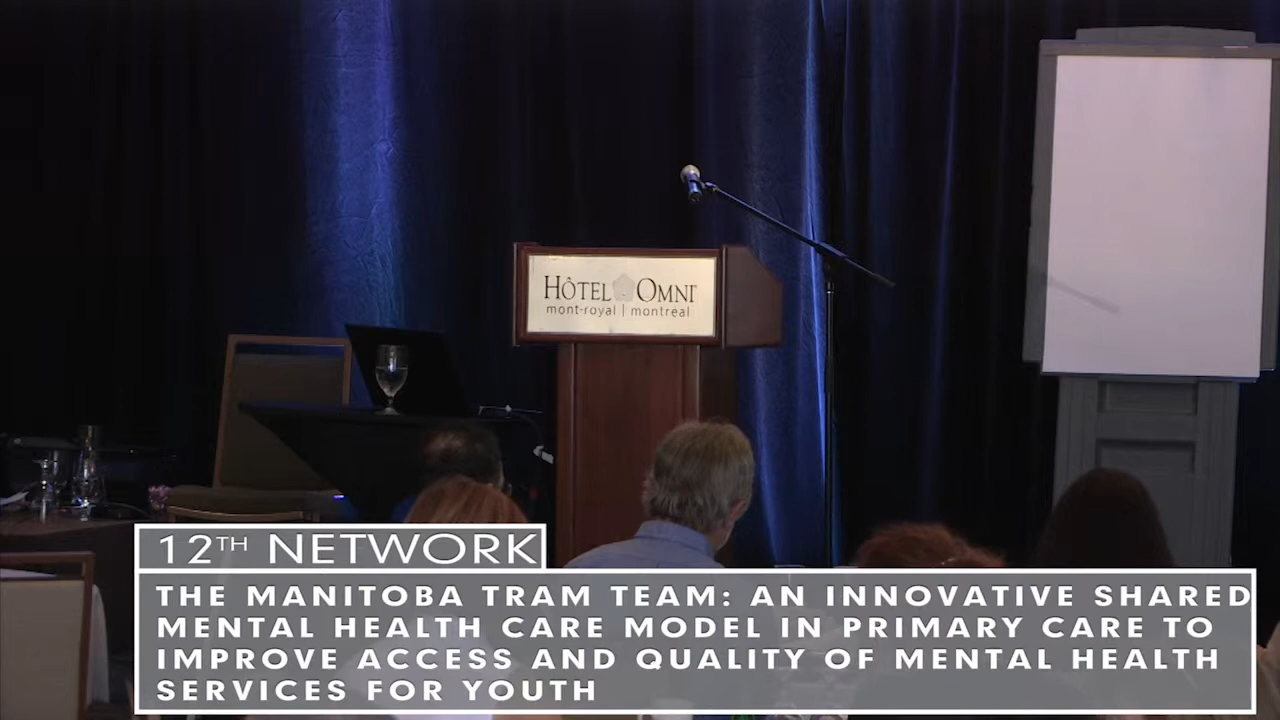 HÔTEL OMNI
mont-royal | montreal
12TH NETWORK
THE MANITOBA TRAM TEAM: AN INNOVATIVE SHARED
MENTAL HEALTH CARE MODEL IN PRIMARY CARE TO
IMPROVE ACCESS AND QUALITY OF MENTAL HEALTH
SERVICES FOR YOUTH